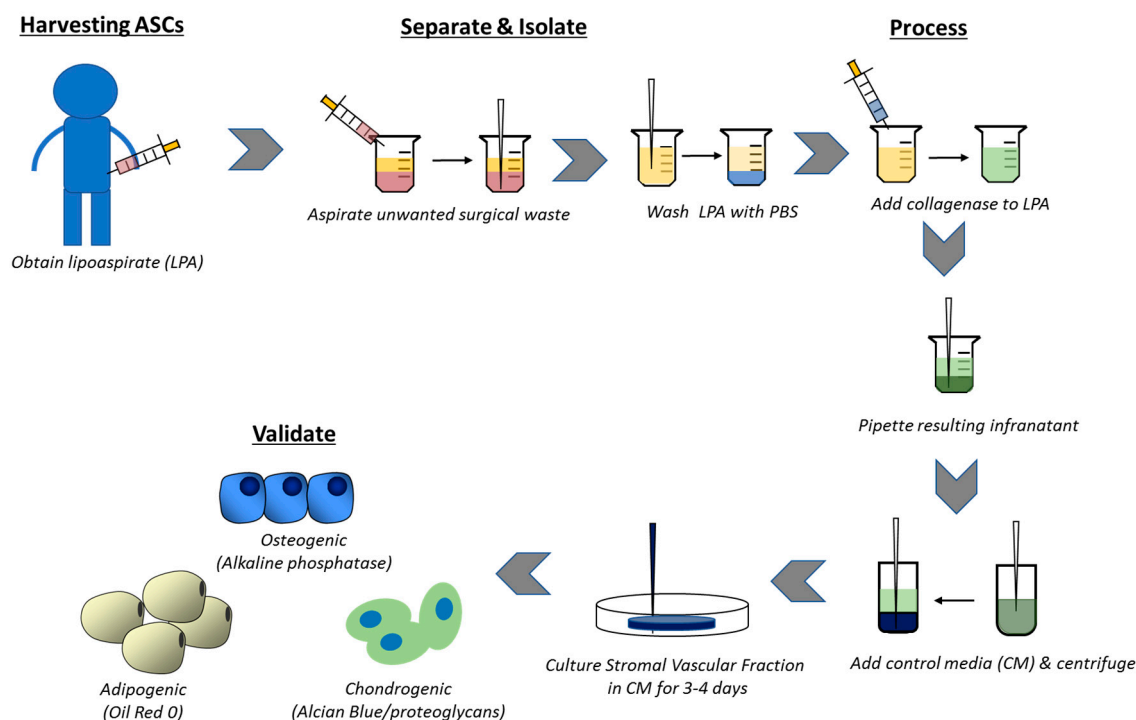 Harvesting ASCs
Separate & Isolate
Process
Obtain lipoaspirate (LPA)
Aspirate unwanted surgical waste
Wash LPA with PBS
Add collagenase to LPA
Pipette resulting infranatant
Add control media (CM) & centrifuge
Culture Stromal Vascular Fraction
in CM for 3-4 days
Validate
Osteogenic
(Alkaline phosphatase)
Adipogenic
(Oil Red 0)
Chondrogenic
(Alcian Blue/proteoglycans)